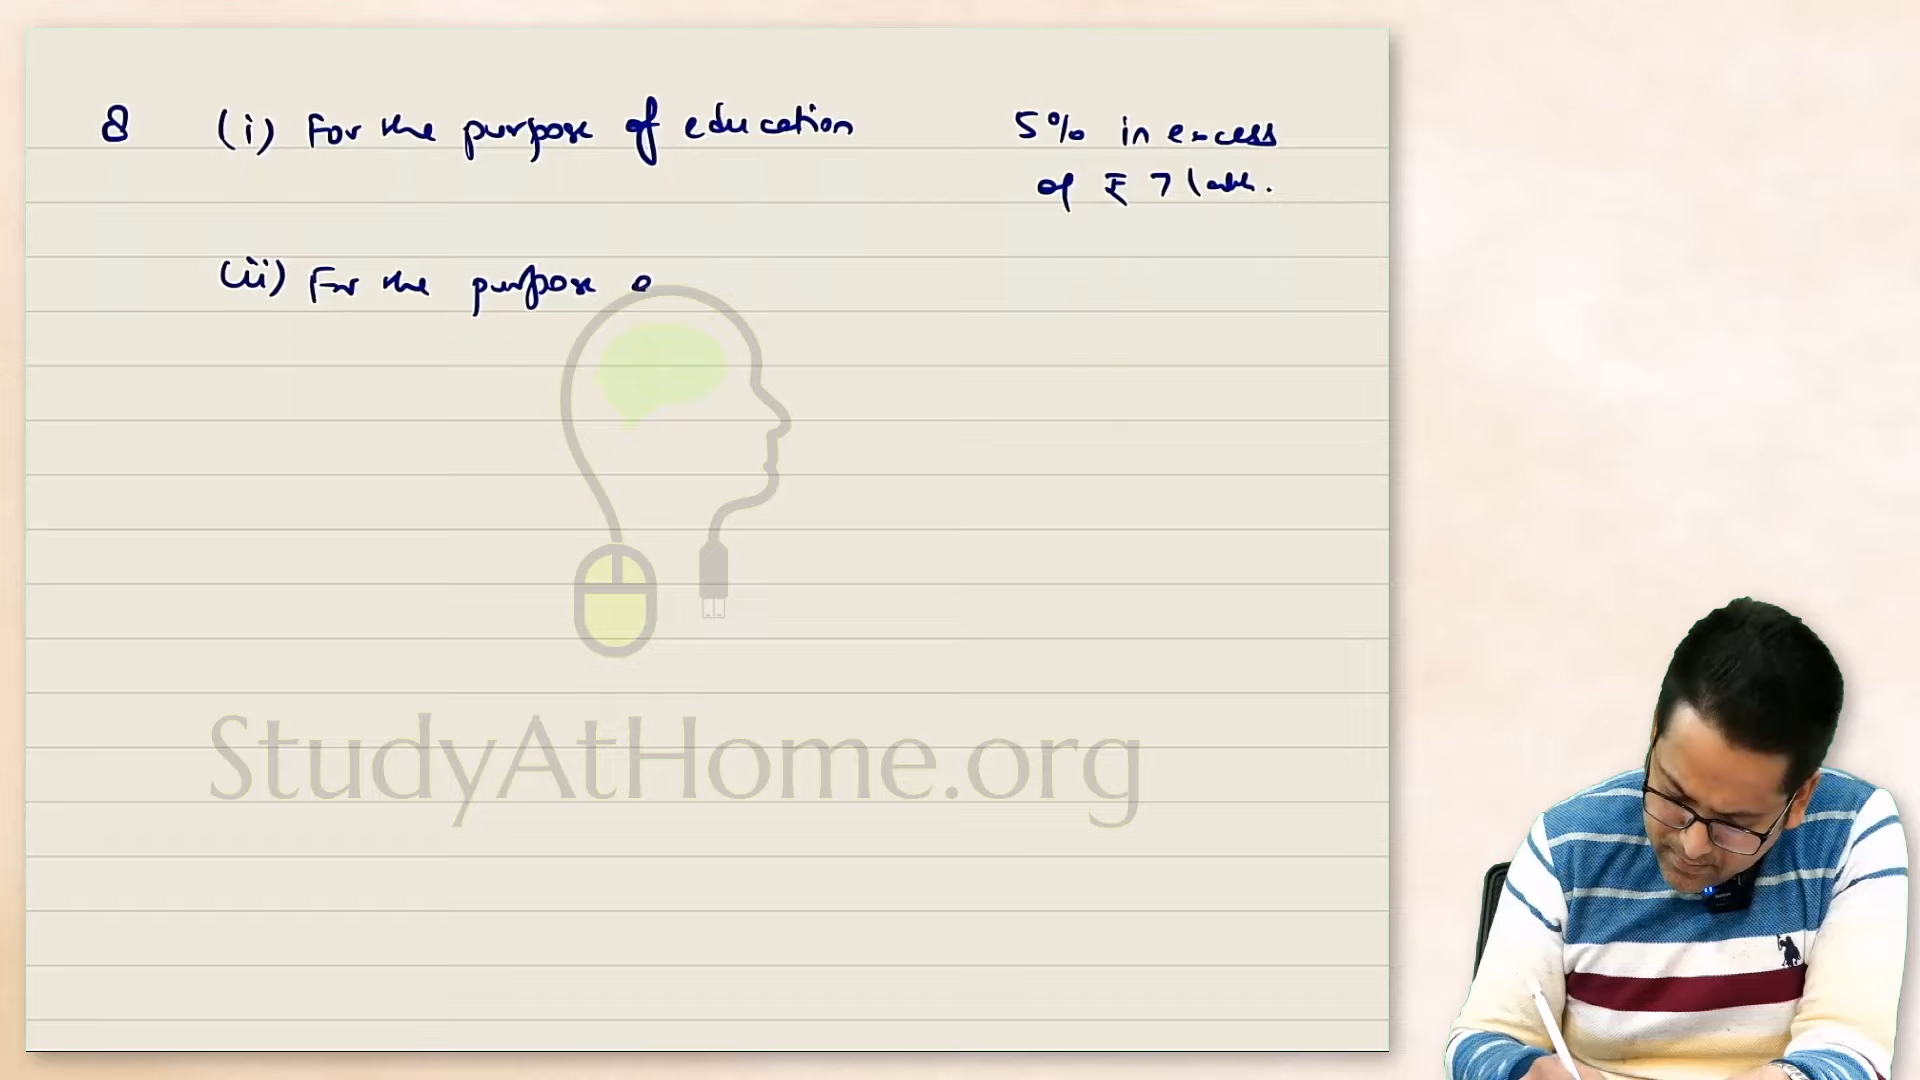 8 (i) For the purpose of education 5% in excess
of ₹ 7 lakh.
(ii) For the purpose o
StudyAtHome.org